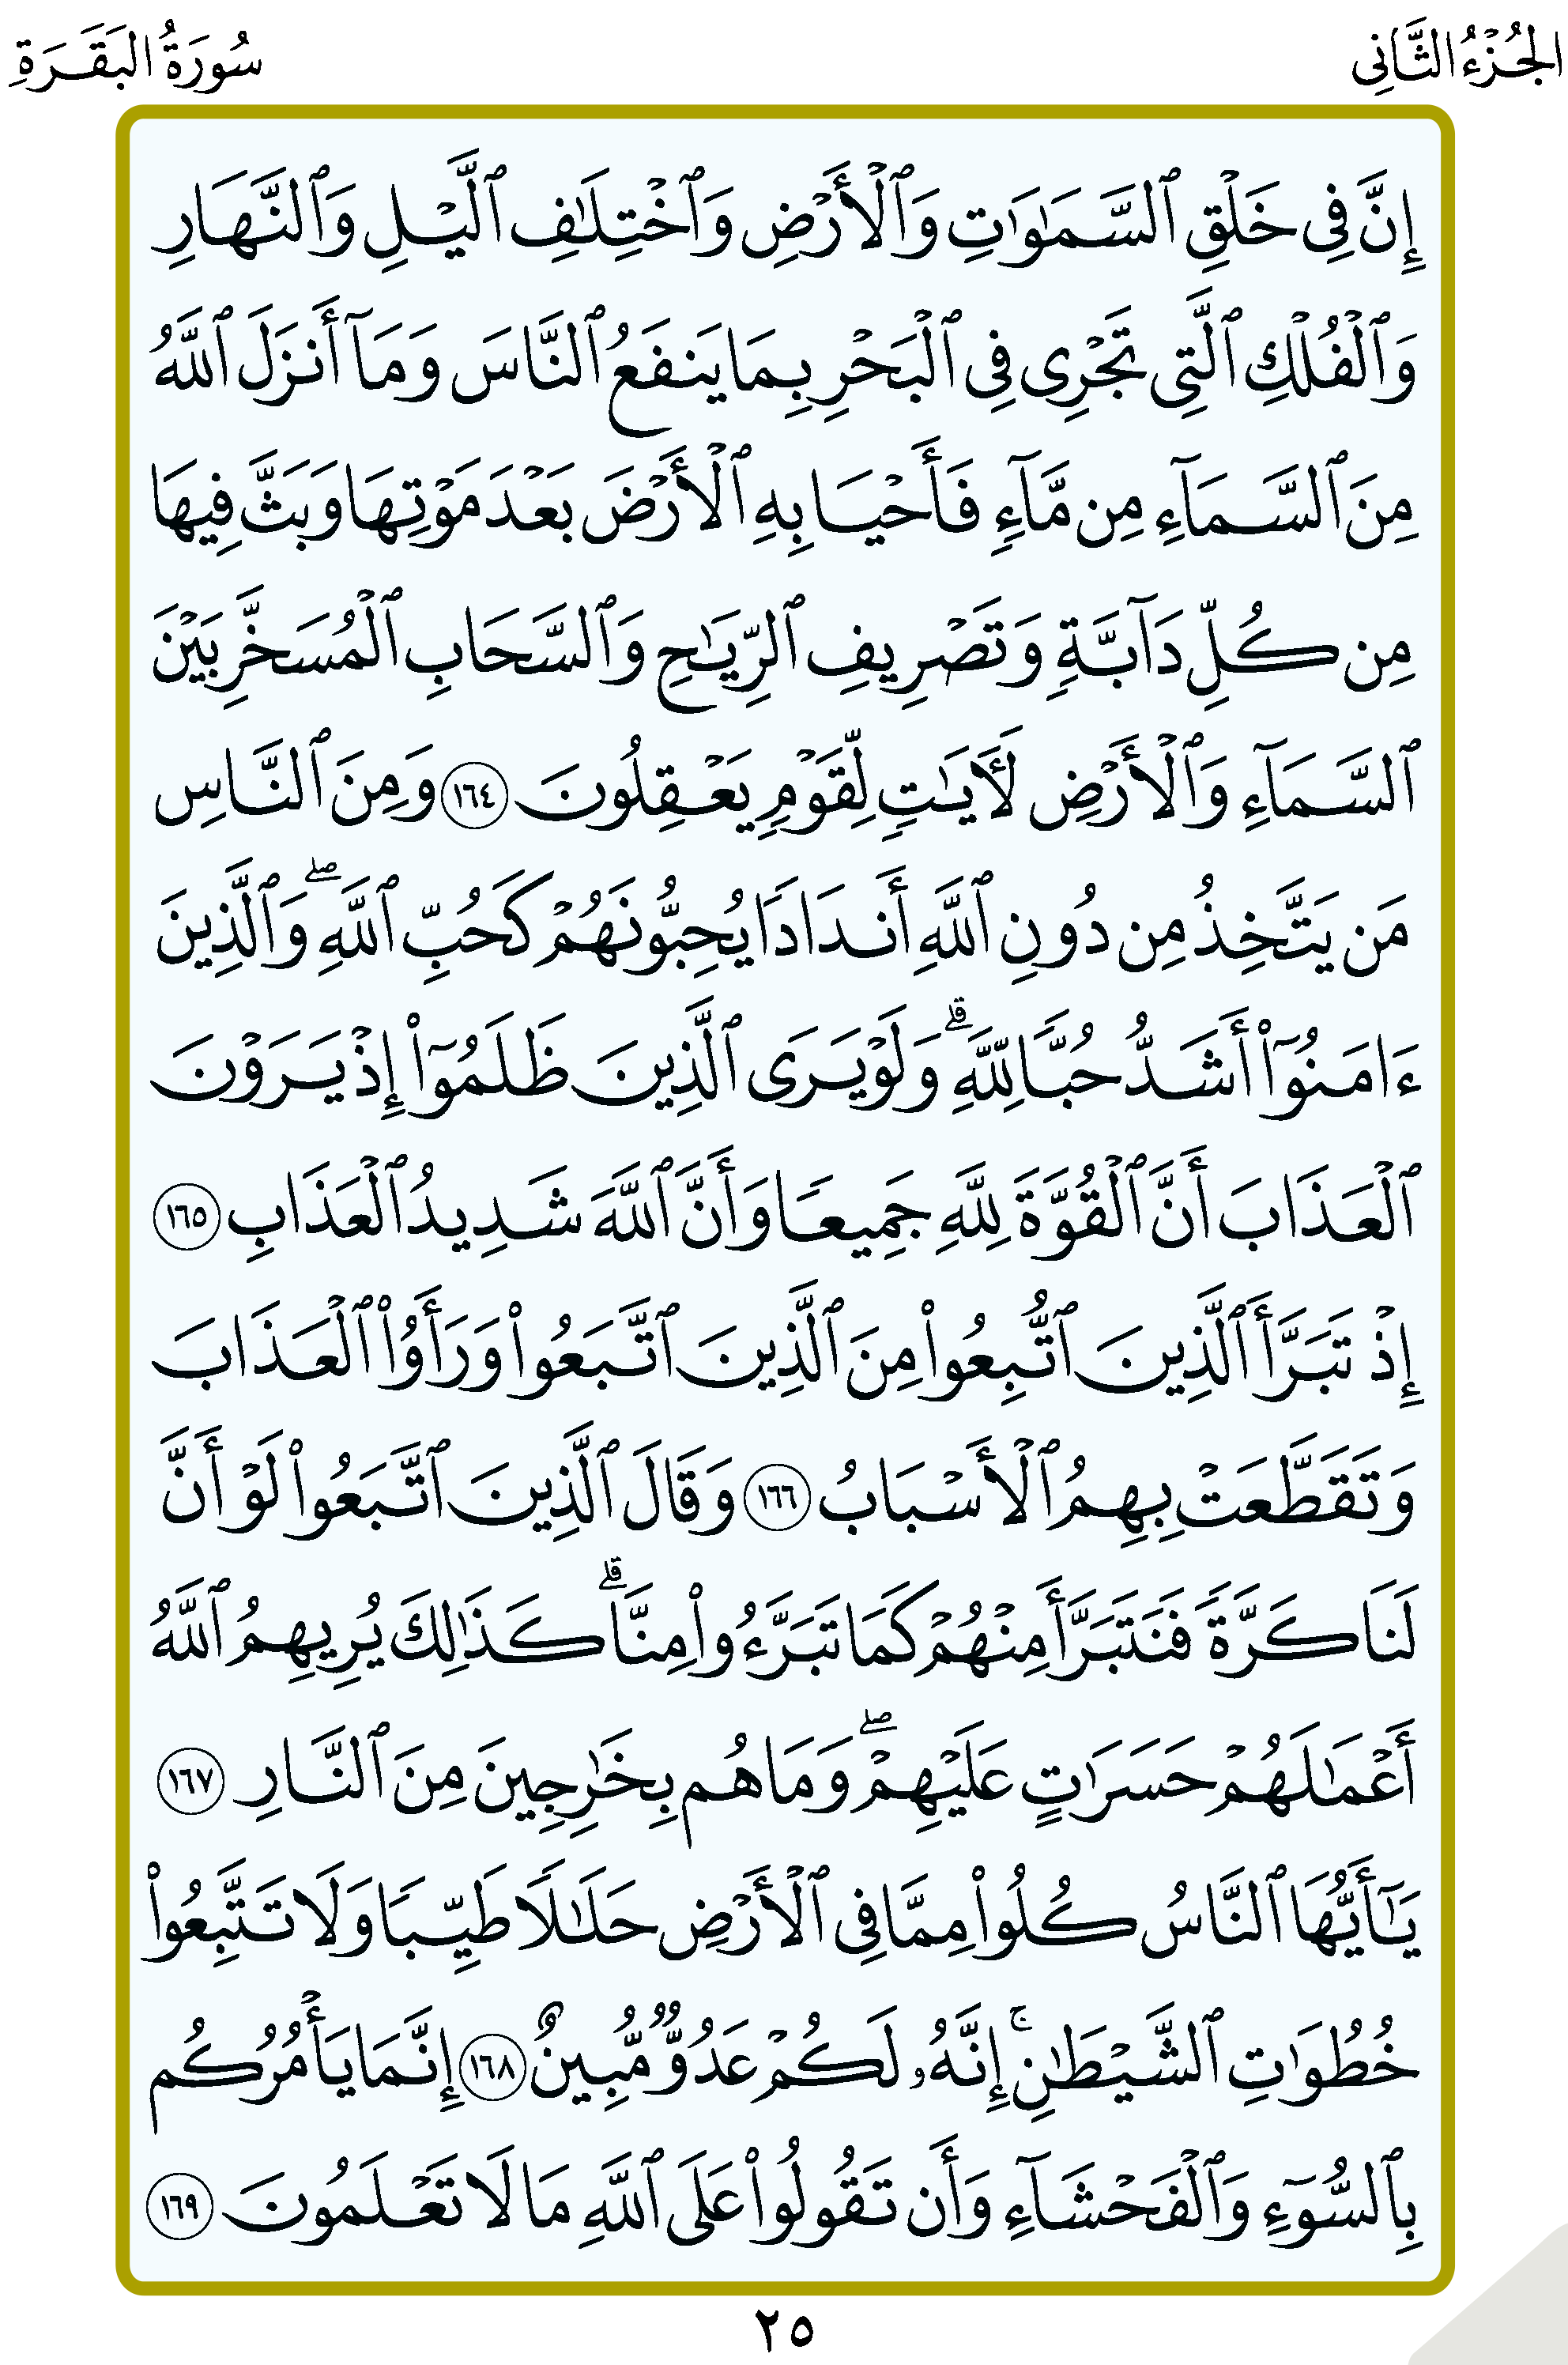 الجُزْءُ الثَّانِي
سُورَةُ البَقَرَةِ
إِنَّ فِي خَلْقِ ٱلسَّمَٰوَٰتِ وَٱلْأَرْضِ وَٱخْتِلَٰفِ ٱلَّيْلِ وَٱلنَّهَارِ
وَٱلْفُلْكِ ٱلَّتِي تَجْرِي فِي ٱلْبَحْرِ بِمَا يَنفَعُ ٱلنَّاسَ وَمَآ أَنزَلَ ٱللَّهُ
مِنَ ٱلسَّمَآءِ مِن مَّآءٍ فَأَحْيَا بِهِ ٱلْأَرْضَ بَعْدَ مَوْتِهَا وَبَثَّ فِيهَا
مِن كُلِّ دَآبَّةٍ وَتَصْرِيفِ ٱلرِّيَٰحِ وَٱلسَّحَابِ ٱلْمُسَخَّرِ بَيْنَ
ٱلسَّمَآءِ وَٱلْأَرْضِ لَأٓيَٰتٍ لِّقَوْمٍ يَعْقِلُونَ ١٦٤ وَمِنَ ٱلنَّاسِ
مَن يَتَّخِذُ مِن دُونِ ٱللَّهِ أَندَادًا يُحِبُّونَهُمْ كَحُبِّ ٱللَّهِۖ وَٱلَّذِينَ
ءَامَنُوٓاْ أَشَدُّ حُبًّا لِّلَّهِۗ وَلَوْ يَرَى ٱلَّذِينَ ظَلَمُوٓاْ إِذْ يَرَوْنَ
ٱلْعَذَابَ أَنَّ ٱلْقُوَّةَ لِلَّهِ جَمِيعًا وَأَنَّ ٱللَّهَ شَدِيدُ ٱلْعَذَابِ ١٦٥
إِذْ تَبَرَّأَ ٱلَّذِينَ ٱتُّبِعُواْ مِنَ ٱلَّذِينَ ٱتَّبَعُواْ وَرَأَوُاْ ٱلْعَذَابَ
وَتَقَطَّعَتْ بِهِمُ ٱلْأَسْبَابُ ١٦٦ وَقَالَ ٱلَّذِينَ ٱتَّبَعُواْ لَوْ أَنَّ
لَنَا كَرَّةً فَنَتَبَرَّأَ مِنْهُمْ كَمَا تَبَرَّءُواْ مِنَّاۗ كَذَٰلِكَ يُرِيهِمُ ٱللَّهُ
أَعْمَٰلَهُمْ حَسَرَٰتٍ عَلَيْهِمْۖ وَمَا هُم بِخَٰرِجِينَ مِنَ ٱلنَّارِ ١٦٧
يَٰٓأَيُّهَا ٱلنَّاسُ كُلُواْ مِمَّا فِي ٱلْأَرْضِ حَلَٰلًا طَيِّبًا وَلَا تَتَّبِعُواْ
خُطُوَٰتِ ٱلشَّيْطَٰنِۚ إِنَّهُۥ لَكُمْ عَدُوٌّ مُّبِينٌ ١٦٨ إِنَّمَا يَأْمُرُكُم
بِٱلسُّوٓءِ وَٱلْفَحْشَآءِ وَأَن تَقُولُواْ عَلَى ٱللَّهِ مَا لَا تَعْلَمُونَ ١٦٩
٢٥